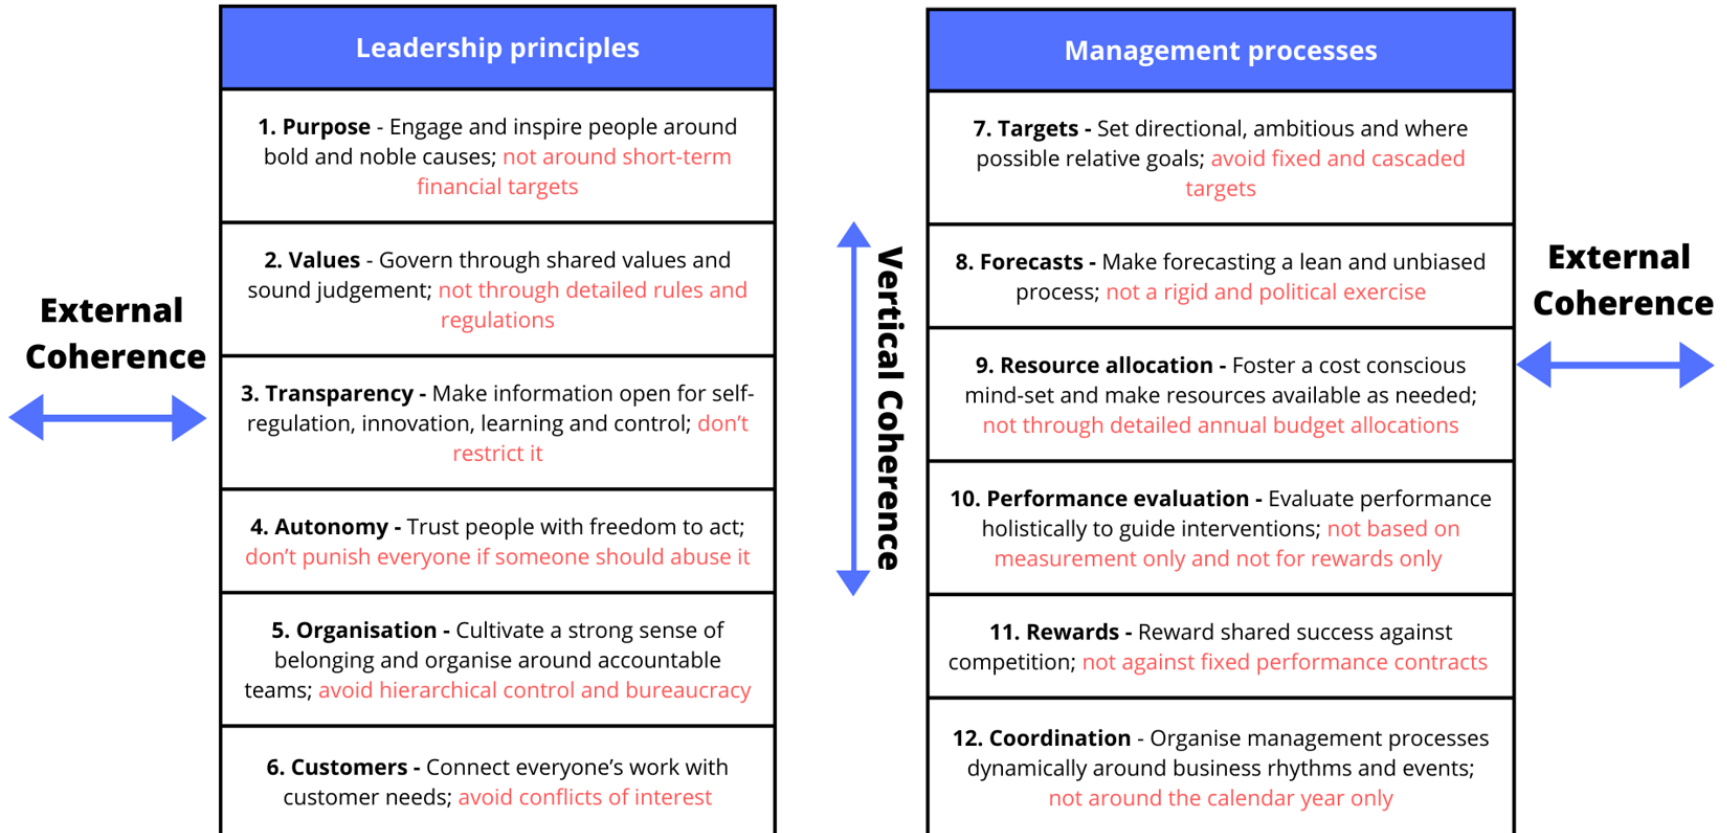 Leadership principles
1. Purpose - Engage and inspire people around
bold and noble causes; not around short-term
financial targets
2. Values - Govern through shared values and
sound judgement; not through detailed rules and
regulations
3. Transparency - Make information open for self-
regulation, innovation, learning and control; don't
restrict it
4. Autonomy - Trust people with freedom to act;
don't punish everyone if someone should abuse it
5. Organisation - Cultivate a strong sense of
belonging and organise around accountable
teams; avoid hierarchical control and bureaucracy
6. Customers - Connect everyone's work with
customer needs; avoid conflicts of interest
External
Coherence
Vertical Coherence
Management processes
7. Targets - Set directional, ambitious and where
possible relative goals; avoid fixed and cascaded
targets
8. Forecasts - Make forecasting a lean and unbiased
process; not a rigid and political exercise
9. Resource allocation - Foster a cost conscious
mind-set and make resources available as needed;
not through detailed annual budget allocations
10. Performance evaluation - Evaluate performance
holistically to guide interventions; not based on
measurement only and not for rewards only
11. Rewards - Reward shared success against
competition; not against fixed performance contracts
12. Coordination - Organise management processes
dynamically around business rhythms and events;
not around the calendar year only
External
Coherence